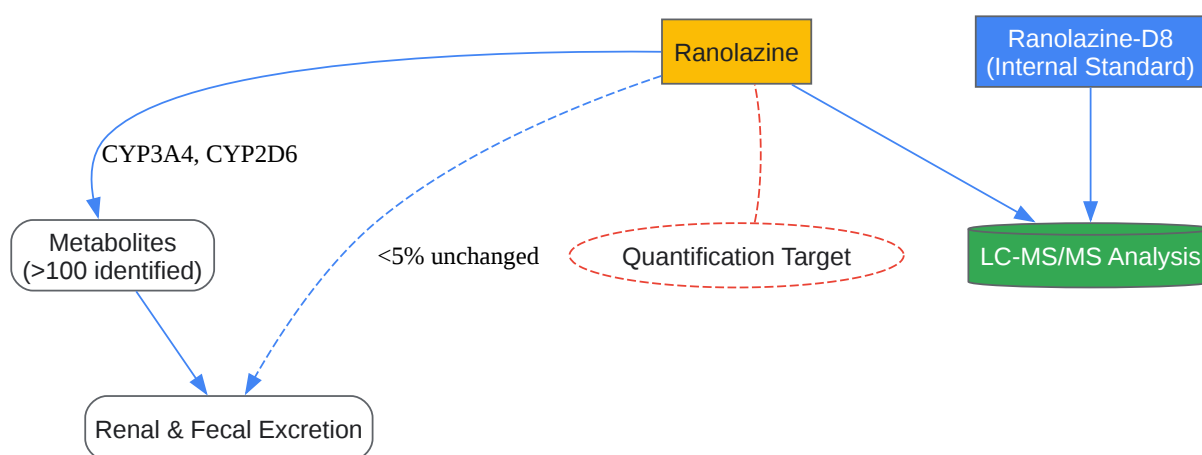 Ranolazine
Ranolazine-D8
(Internal Standard)
CYP3A4, CYP2D6
Metabolites
(>100 identified)
<5% unchanged
Quantification Target
LC-MS/MS Analysis
Renal & Fecal Excretion